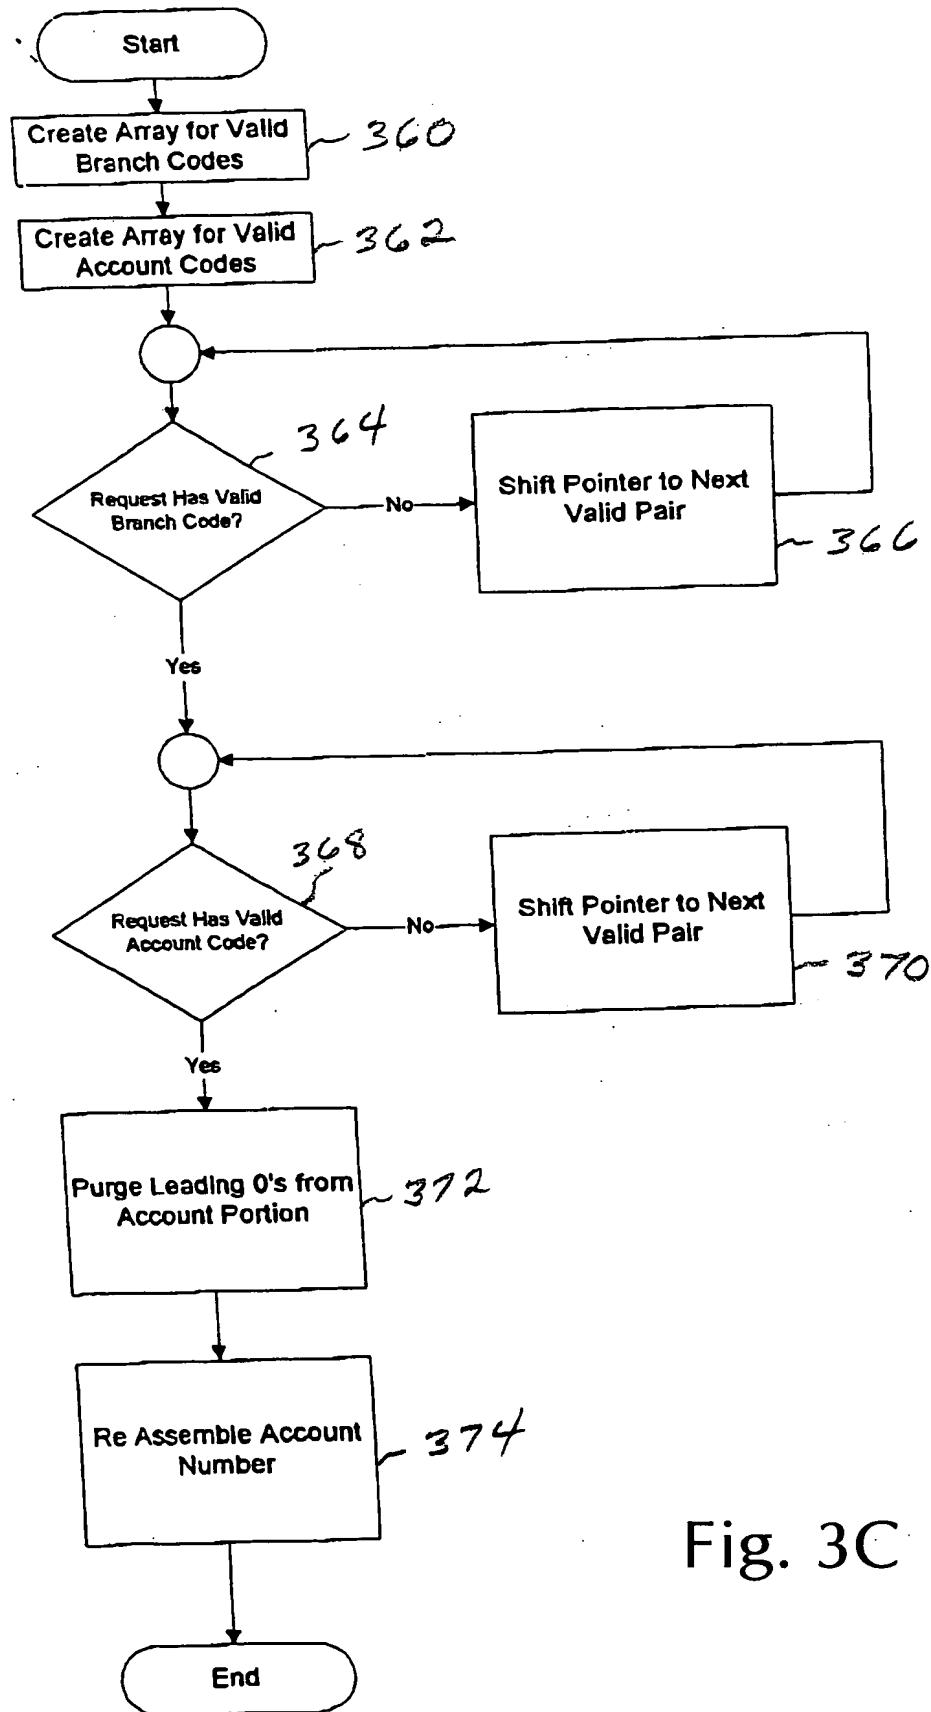 Start
Create Array for Valid
Branch Codes
360
Create Array for Valid
Account Codes
362
364
Request Has Valid
Branch Code?
No
Shift Pointer to Next
Valid Pair
366
Yes
368
Request Has Valid
Account Code?
No
Shift Pointer to Next
Valid Pair
370
Yes
Purge Leading 0's from
Account Portion
372
Re Assemble Account
Number
374
Fig. 3C
End